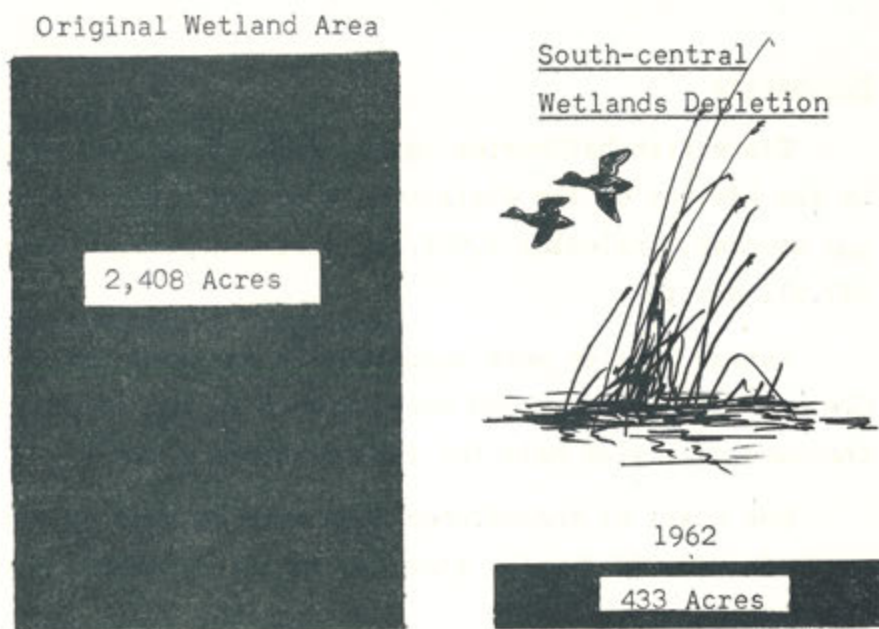 Original Wetland Area
2,408 Acres
South-central
Wetlands Depletion
1962
433 Acres